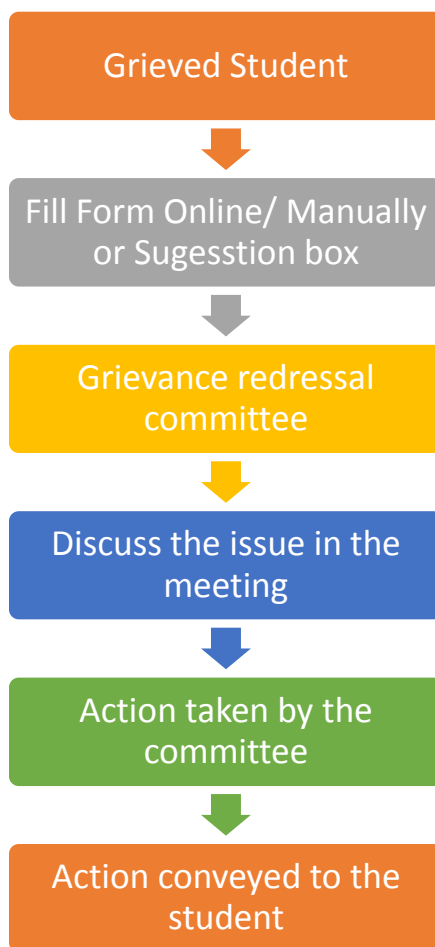 Grieved Student
Fill Form Online/ Manually
or Sugesstion box
Grievance redressal
committee
Discuss the issue in the
meeting
Action taken by the
committee
Action conveyed to the
student